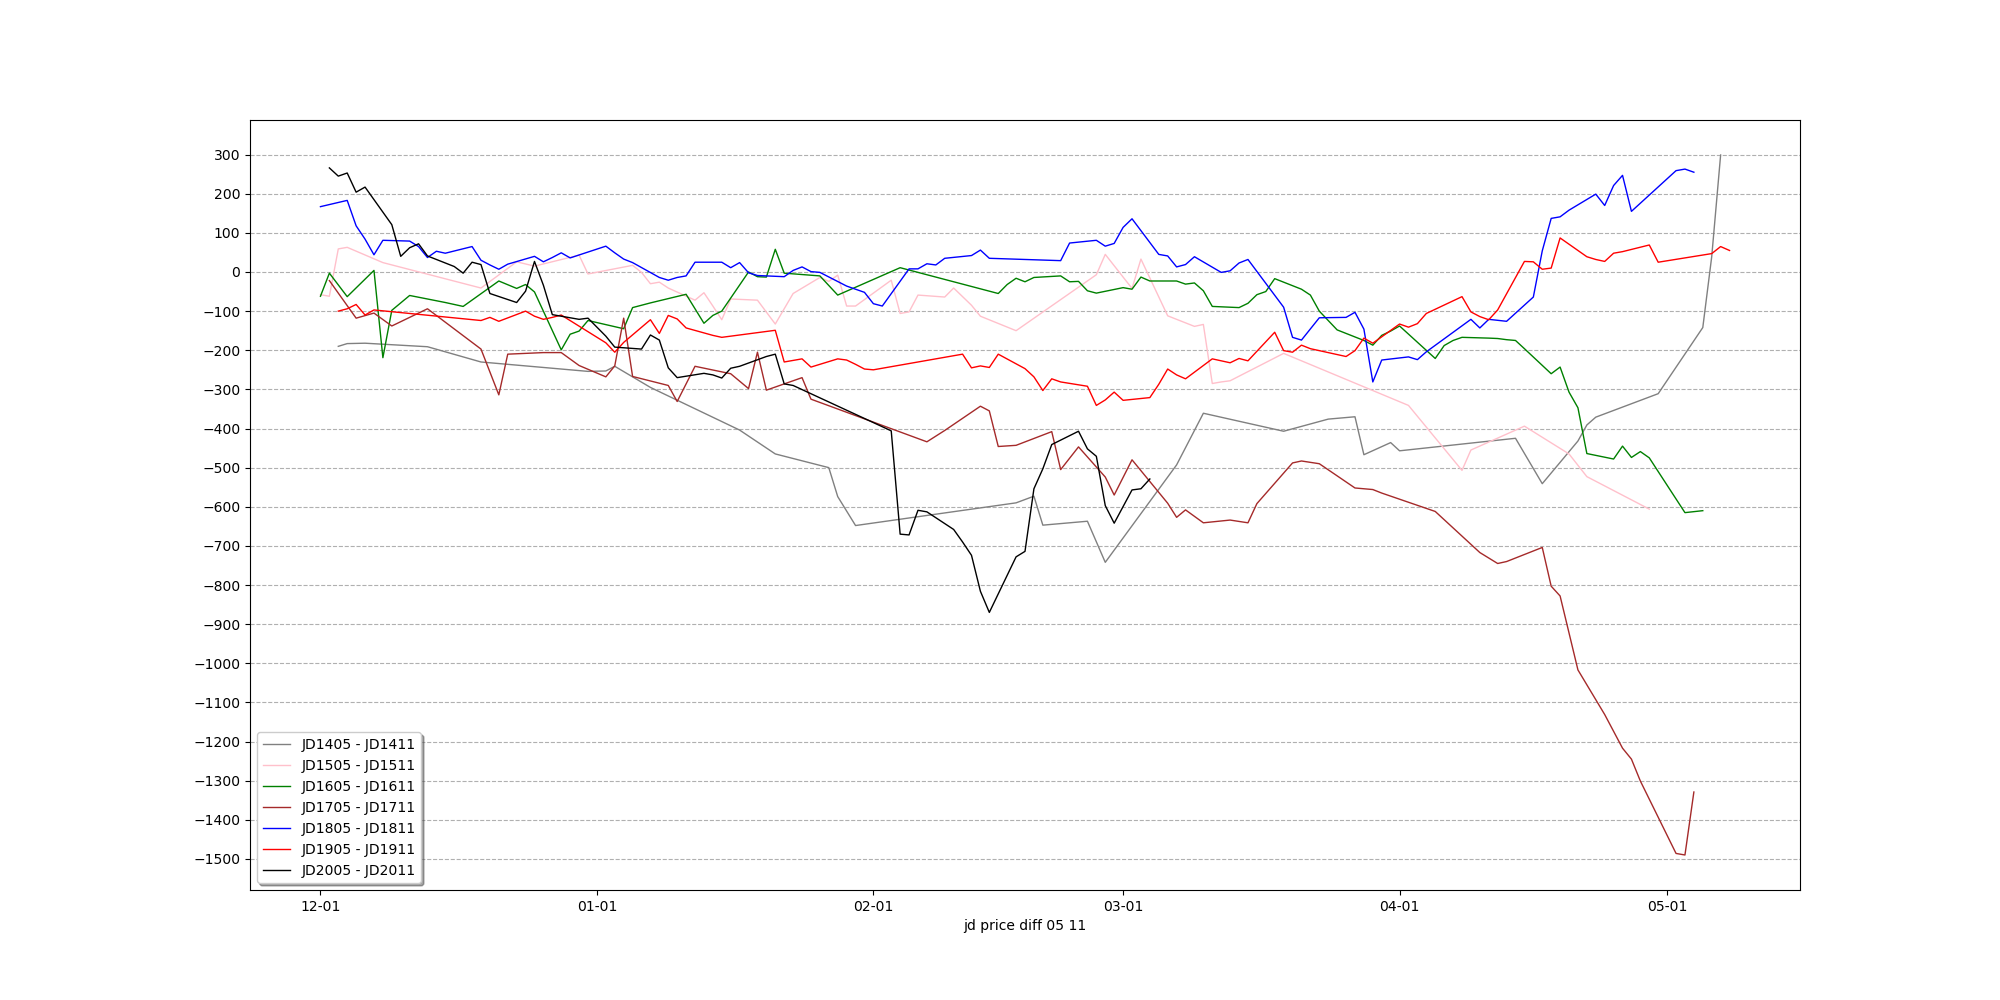 300
200
100
0
−100
−200
−300
−400
−500
−600
−700
−800
−900
−1000
−1100
−1200
−1300
−1400
−1500
JD1405 - JD1411
JD1505 - JD1511
JD1605 - JD1611
JD1705 - JD1711
JD1805 - JD1811
JD1905 - JD1911
JD2005 - JD2011
12-01 01-01 02-01 03-01 04-01 05-01
jd price diff 05 11